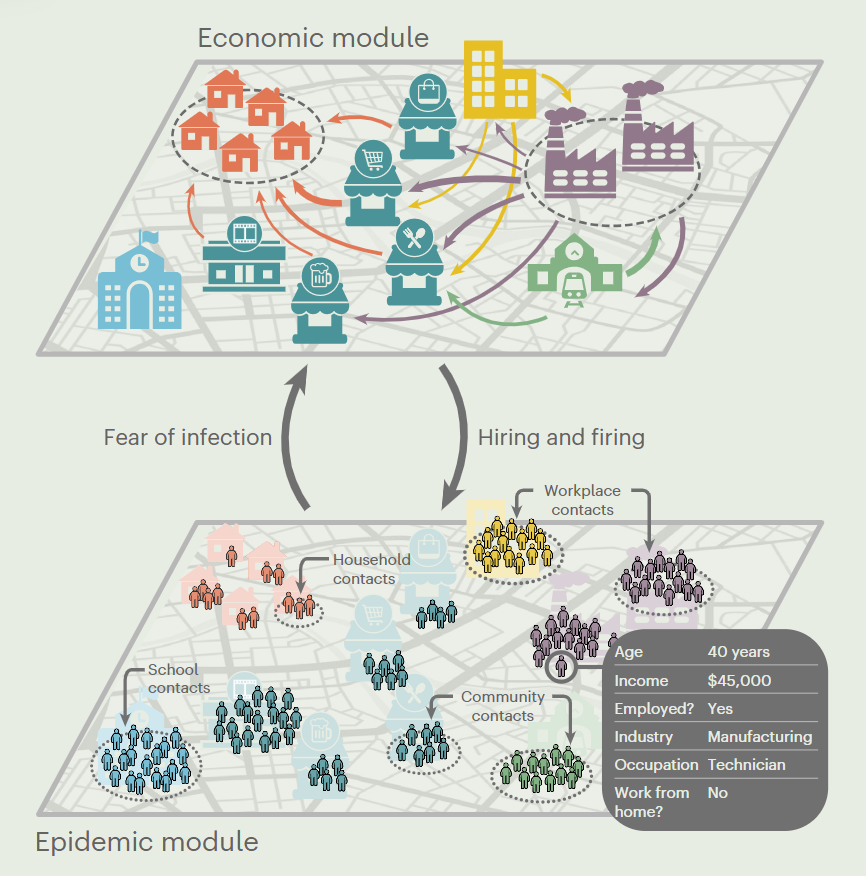 Economic module
Fear of infection
Hiring and firing
Workplace
contacts
Household
contacts
School
contacts
Community
contacts
Age 40 years
Income $45,000
Employed? Yes
Industry Manufacturing
Occupation Technician
Work from No
home?
Epidemic module